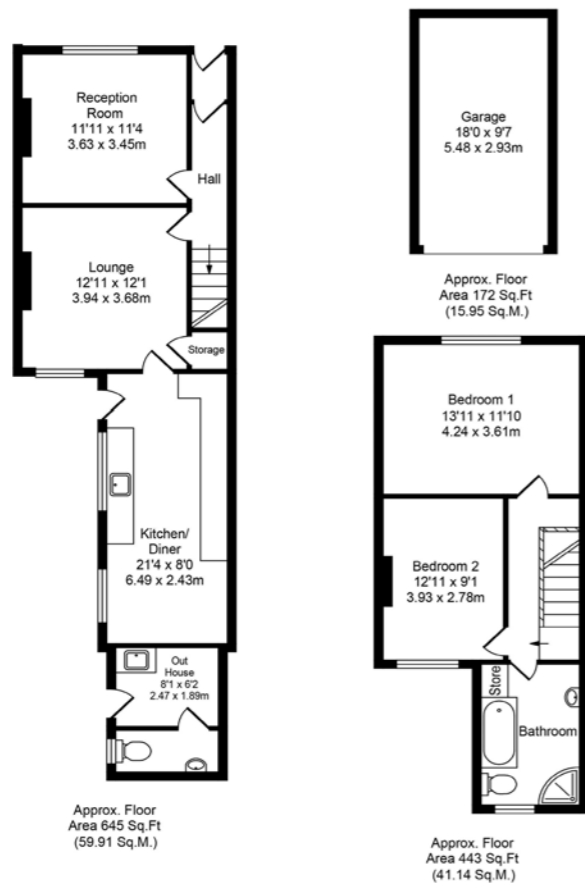 Reception
Room
11'11 x 11'4
3.63 x 3.45m
Hall
Lounge
12'11 x 12'1
3.94 x 3.68m
Storage
Kitchen/
Diner
21'4 x 8'0
6.49 x 2.43m
Out
House
8'1 x 6'2
2.47 x 1.89m
Approx. Floor
Area 645 Sq.Ft
(59.91 Sq.M.)
Garage
18'0 x 9'7
5.48 x 2.93m
Approx. Floor
Area 172 Sq.Ft
(15.95 Sq.M.)
Bedroom 1
13'11 x 11'10
4.24 x 3.61m
Bedroom 2
12'11 x 9'1
3.93 x 2.78m
Store
Bathroom
Approx. Floor
Area 443 Sq.Ft
(41.14 Sq.M.)